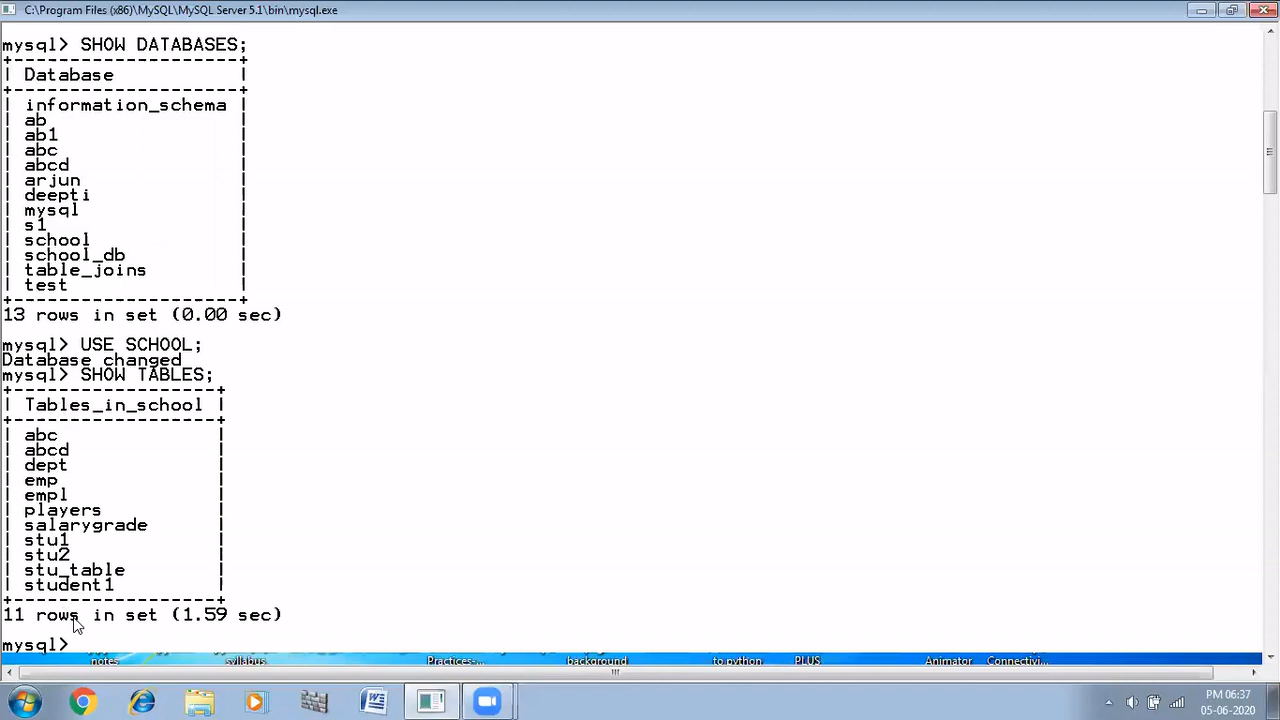 C:\Program Files (x86)\MySQL\MySQL Server 5.1\bin\mysql.exe
mysql> SHOW DATABASES;
+--------------------+
| Database           |
+--------------------+
| information_schema |
| ab                 |
| ab1                |
| abc                |
| abcd               |
| arjun              |
| deepti             |
| mysql              |
| s1                 |
| school             |
| school_db          |
| table_joins        |
| test               |
+--------------------+
13 rows in set (0.00 sec)
mysql> USE SCHOOL;
Database changed
mysql> SHOW TABLES;
+------------------+
| Tables_in_school |
+------------------+
| abc              |
| abcd             |
| dept             |
| emp              |
| empl             |
| players          |
| salarygrade      |
| stu1             |
| stu2             |
| stu_table        |
| student1         |
+------------------+
11 rows in set (1.59 sec)
mysql>
notes syllabus Practices-... background to python PLUS Animator Connectivi...
PM 06:37
05-06-2020